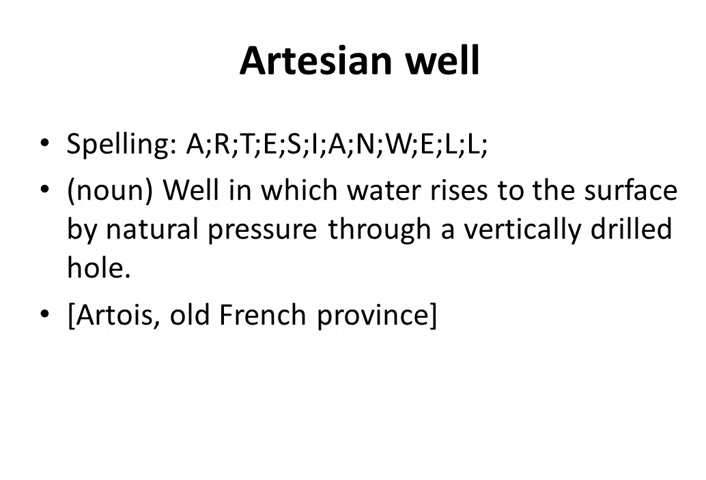 Artesian well
• Spelling: A;R;T;E;S;I;A;N;W;E;L;L;
• (noun) Well in which water rises to the surface
by natural pressure through a vertically drilled
hole.
• [Artois, old French province]